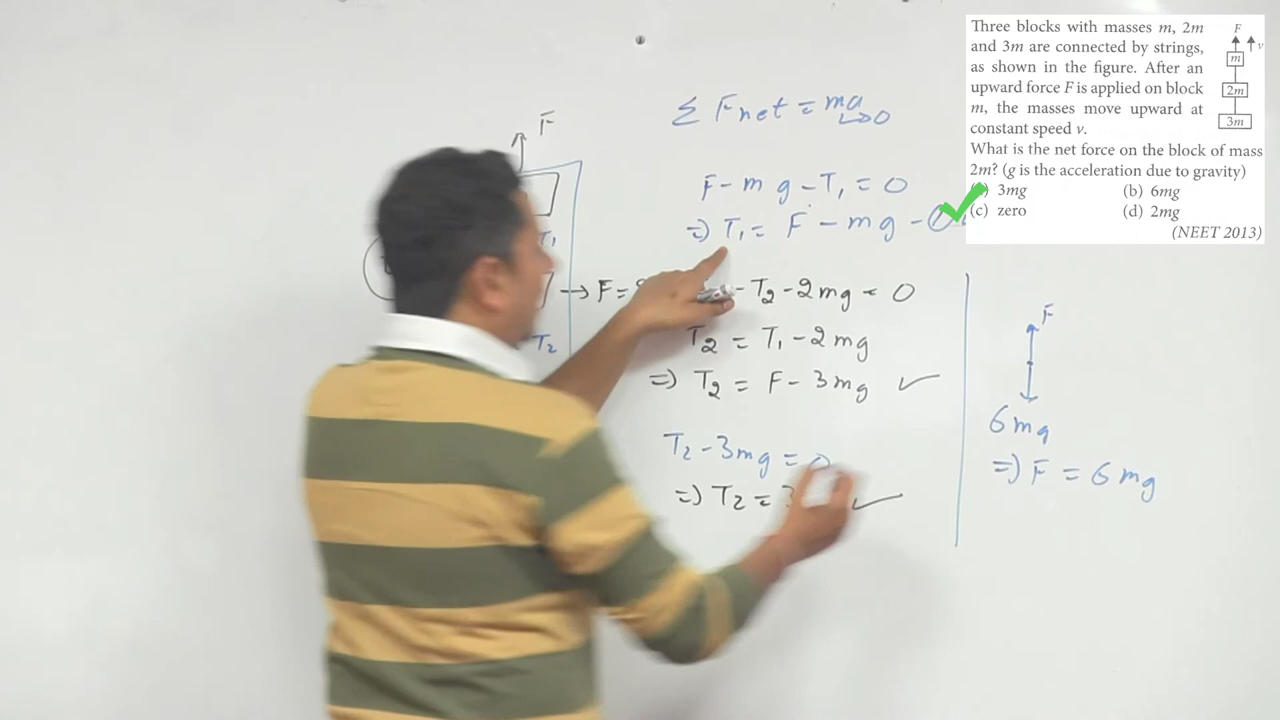 Three blocks with masses m, 2m
and 3m are connected by strings,
as shown in the figure. After an
upward force F is applied on block
m, the masses move upward at
constant speed v.
What is the net force on the block of mass
2m? (g is the acceleration due to gravity)
3mg (b) 6mg
(c) zero (d) 2mg
(NEET 2013)
F
v
m
2m
3m
Σ Fnet = ma
↳0
F
F - mg - T₁ = 0
=) T₁ = F - mg -
T₁
→ F =
- T₂ - 2mg = 0
T₂
T₂ = T₁ - 2mg
=) T₂ = F - 3mg ✓
T₂ - 3mg = 0
=) T₂ = ✓
F
6mg
=) F = 6mg